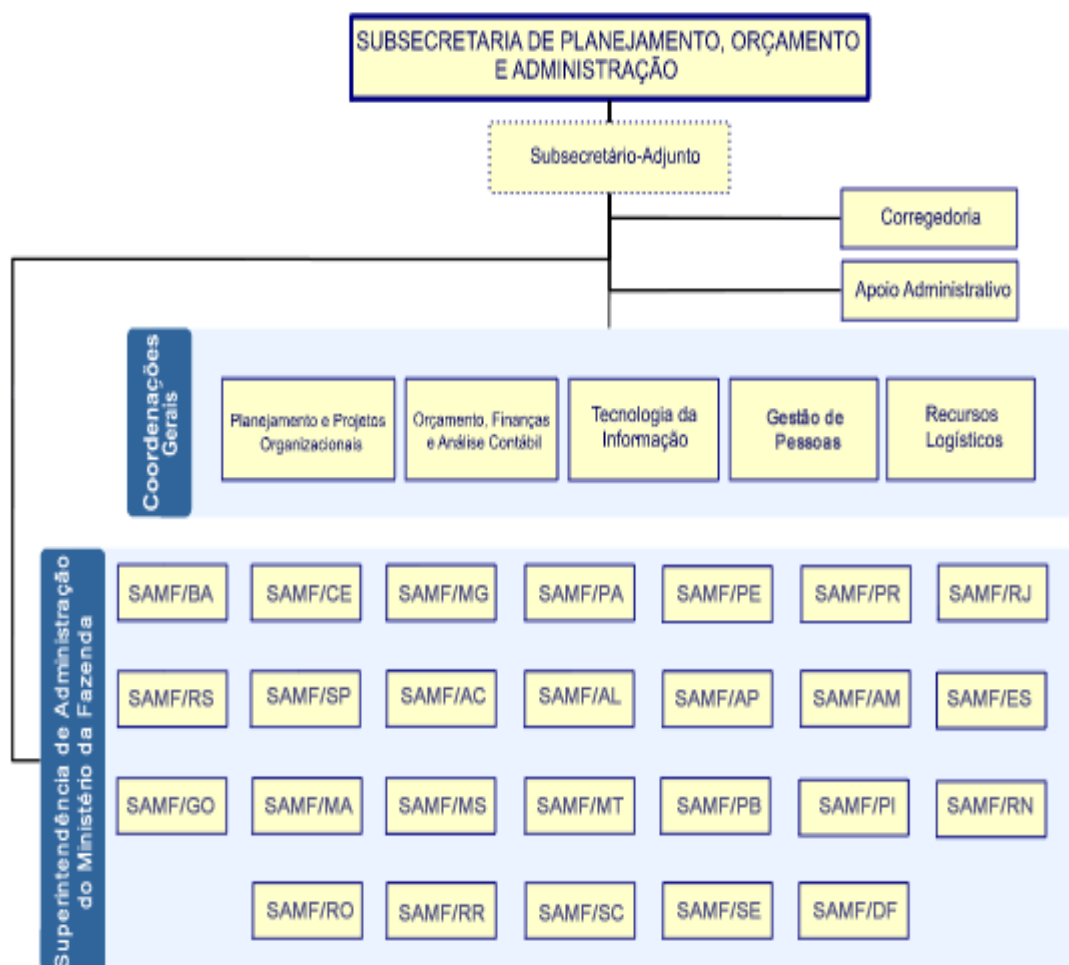 SUBSECRETARIA DE PLANEJAMENTO, ORÇAMENTO
E ADMINISTRAÇÃO
Subsecretário-Adjunto
Corregedoria
Apoio Administrativo
Coordenações
Gerais
Planejamento e Projetos
Organizacionais
Orçamento, Finanças
e Análise Contábil
Tecnologia da
Informação
Gestão de
Pessoas
Recursos
Logísticos
Superintendência de Administração
do Ministério da Fazenda
SAMF/BA
SAMF/CE
SAMF/MG
SAMF/PA
SAMF/PE
SAMF/PR
SAMF/RJ
SAMF/RS
SAMF/SP
SAMF/AC
SAMF/AL
SAMF/AP
SAMF/AM
SAMF/ES
SAMF/GO
SAMF/MA
SAMF/MS
SAMF/MT
SAMF/PB
SAMF/PI
SAMF/RN
SAMF/RO
SAMF/RR
SAMF/SC
SAMF/SE
SAMF/DF